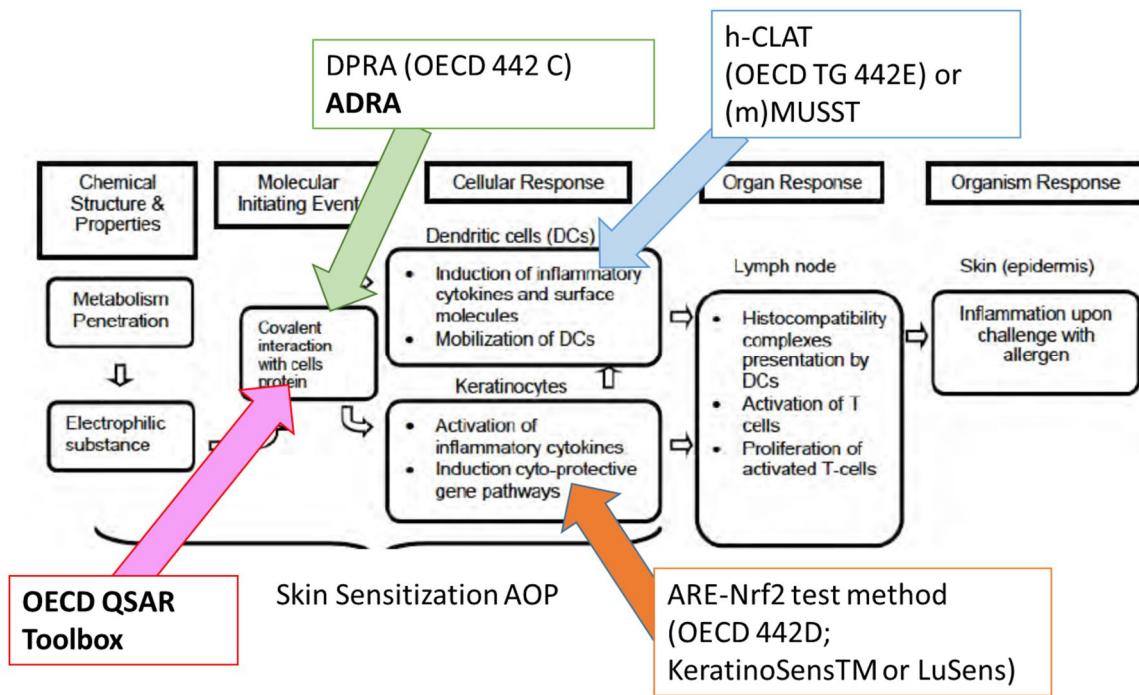 DPRA (OECD 442 C)
ADRA
h-CLAT
(OECD TG 442E) or
(m)MUSST
Chemical
Structure &
Properties
Molecular
Initiating Event
Cellular Response
Organ Response
Organism Response
Dendritic cells (DCs)
• Induction of inflammatory
cytokines and surface
molecules
• Mobilization of DCs
Metabolism
Penetration
Covalent
interaction
with cells
protein
Electrophilic
substance
Keratinocytes
• Activation of
inflammatory cytokines
• Induction cyto-protective
gene pathways
Lymph node
• Histocompatibility
complexes
presentation by
DCs
• Activation of T
cells
• Proliferation of
activated T-cells
Skin (epidermis)
Inflammation upon
challenge with
allergen
OECD QSAR
Toolbox
Skin Sensitization AOP
ARE-Nrf2 test method
(OECD 442D;
KeratinoSensTM or LuSens)